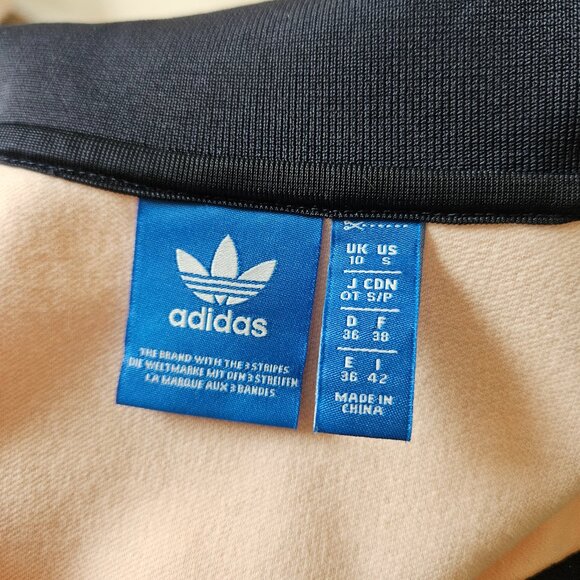 adidas
THE BRAND WITH THE 3 STRIPES
DIE WELTMARKE MIT DEN 3 STREIFEN
LA MARQUE AUX 3 BANDES
UK US
10 S
J CDN
OT S/P
D F
36 38
E I
36 42
MADE IN
CHINA